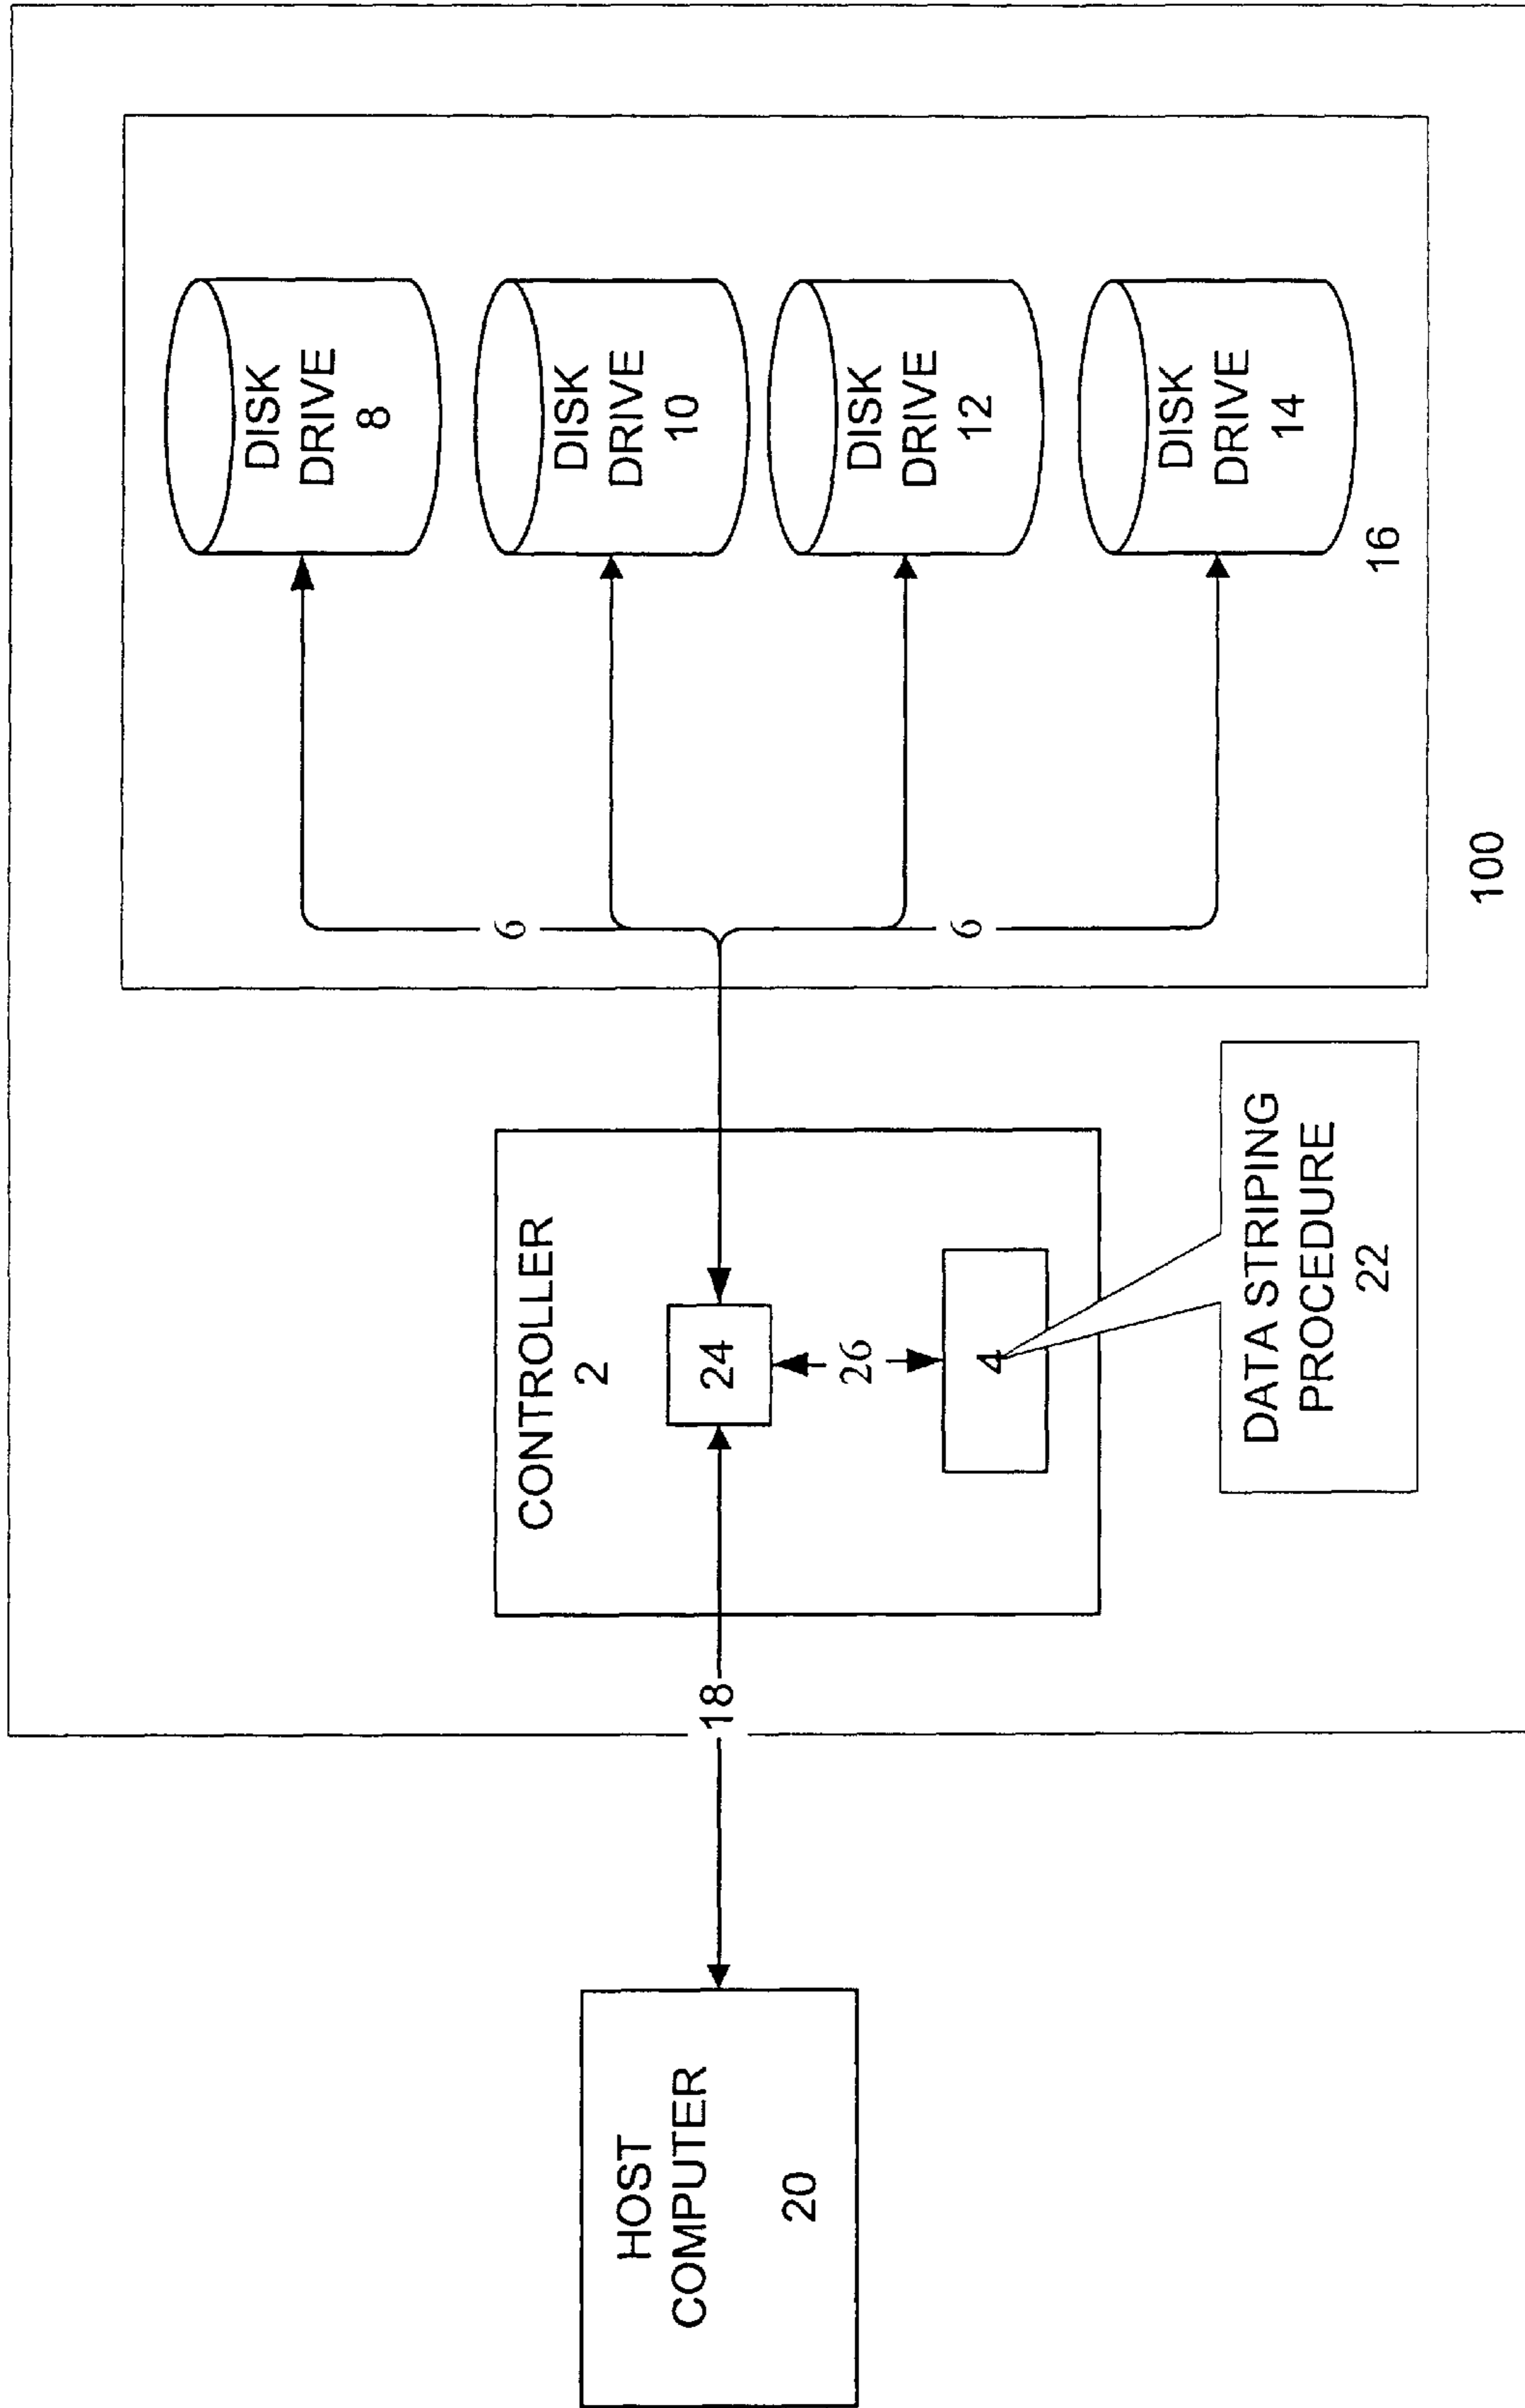 HOST
COMPUTER
20
18
CONTROLLER
2
24
26
4
DATA STRIPING
PROCEDURE
22
6
6
DISK
DRIVE
8
DISK
DRIVE
10
DISK
DRIVE
12
DISK
DRIVE
14
16
100